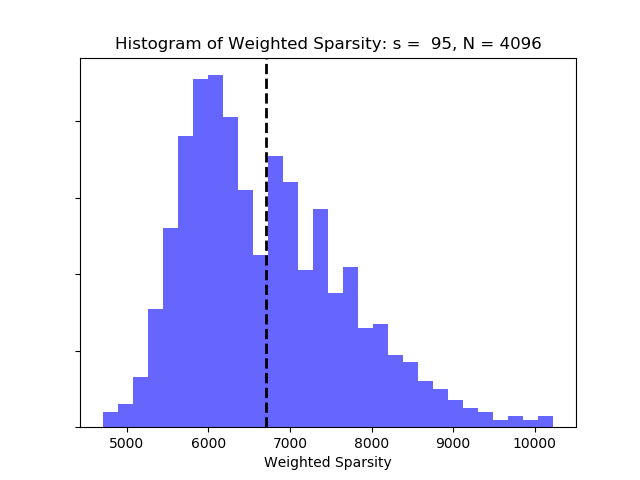 Histogram of Weighted Sparsity: s =  95, N = 4096
5000 6000 7000 8000 9000 10000
Weighted Sparsity